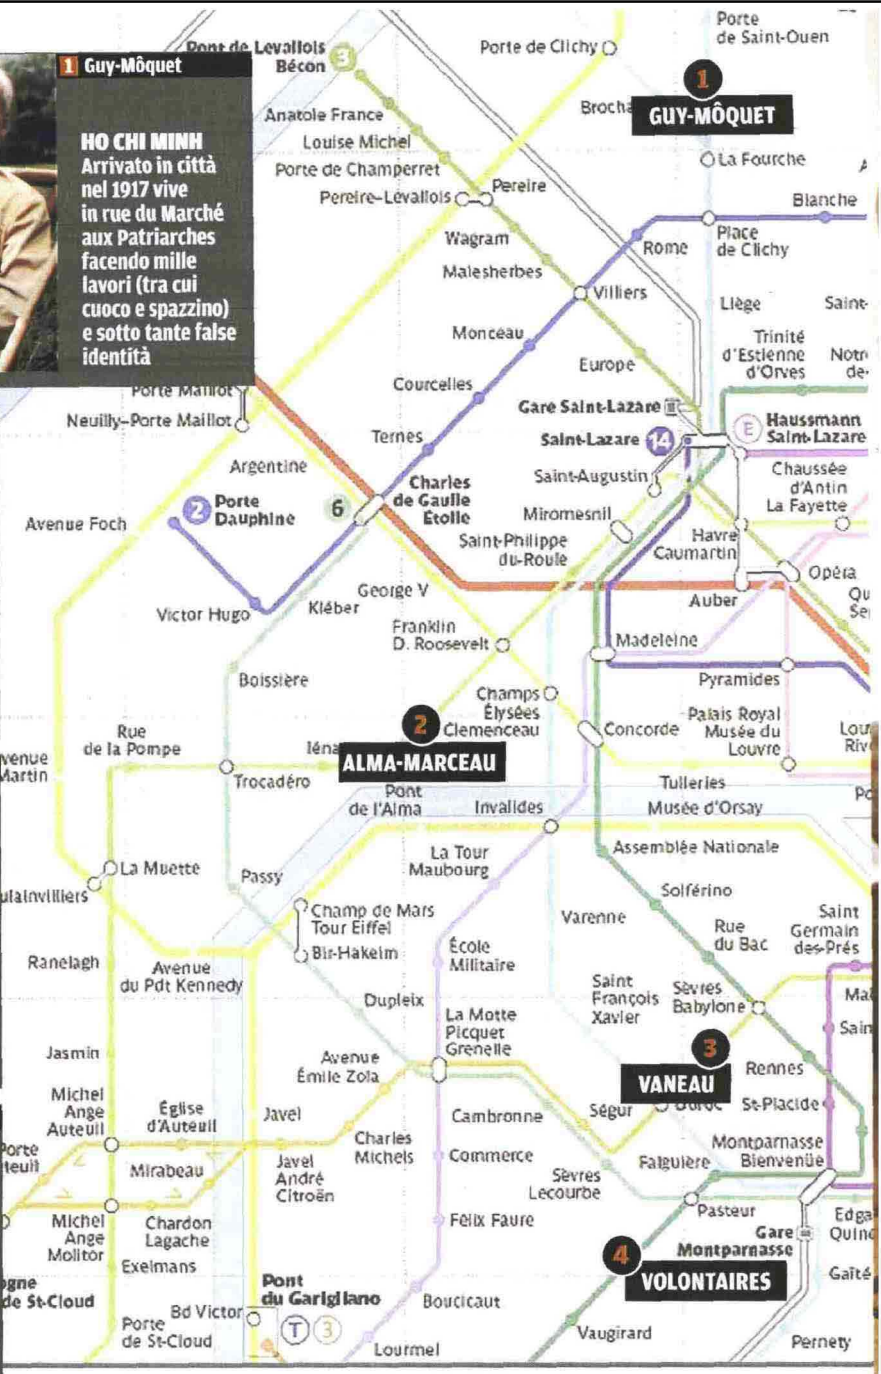 1 Guy-Môquet
HO CHI MINH
Arrivato in città
nel 1917 vive
in rue du Marché
aux Patriarches
facendo mille
lavori (tra cui
cuoco e spazzino)
e sotto tante false
identità
Pont de Levallois
Bécon
3
Porte de Clichy
Porte
de Saint-Ouen
1
GUY-MÔQUET
Anatole France
Louise Michel
Porte de Champerret
Pereire-Levallois
Pereire
La Fourche
Blanche
Wagram
Rome
Place
de Clichy
Malesherbes
Villiers
Liège
Monceau
Europe
Trinité
d'Estienne
d'Orves
Porte Maillot
Courcelles
Gare Saint-Lazare
Neuilly-Porte Maillot
Ternes
Saint-Lazare
14
E
Haussmann
Saint-Lazare
Argentine
Charles
de Gaulle
Étoile
Saint-Augustin
Chaussée
d'Antin
La Fayette
2
Porte
Dauphine
6
Miromesnil
Avenue Foch
Saint-Philippe
du-Roule
Havre
Caumartin
Opéra
Victor Hugo
Kléber
George V
Auber
Franklin
D. Roosevelt
Madeleine
Boissière
Pyramides
Champs
Élysées
Clemenceau
Concorde
Palais Royal
Musée du
Louvre
2
ALMA-MARCEAU
Rue
de la Pompe
Trocadéro
Pont
de l'Alma
Invalides
Tuileries
Musée d'Orsay
La Muette
Passy
La Tour
Maubourg
Assemblée Nationale
Solférino
Champ de Mars
Tour Eiffel
Bir-Hakeim
Varenne
Rue
du Bac
Saint
Germain
des-Prés
Ranelagh
Avenue
du Pdt Kennedy
École
Militaire
Dupleix
Saint
François
Xavier
Sèvres
Babylone
La Motte
Picquet
Grenelle
3
VANEAU
Jasmin
Avenue
Émile Zola
Rennes
Michel
Ange
Auteuil
Église
d'Auteuil
Javel
Cambronne
Ségur
Duroc
St-Placide
Mirabeau
Javel
André
Citroën
Charles
Michels
Commerce
Sèvres
Lecourbe
Falguière
Montparnasse
Bienvenüe
Michel
Ange
Molitor
Chardon
Lagache
Félix Faure
Pasteur
Gare
Montparnasse
Exelmans
4
VOLONTAIRES
Gaîté
de St-Cloud
Pont
du Garigliano
T
3
Bd Victor
Boucicaut
Porte
de St-Cloud
Lourmel
Vaugirard
Pernety